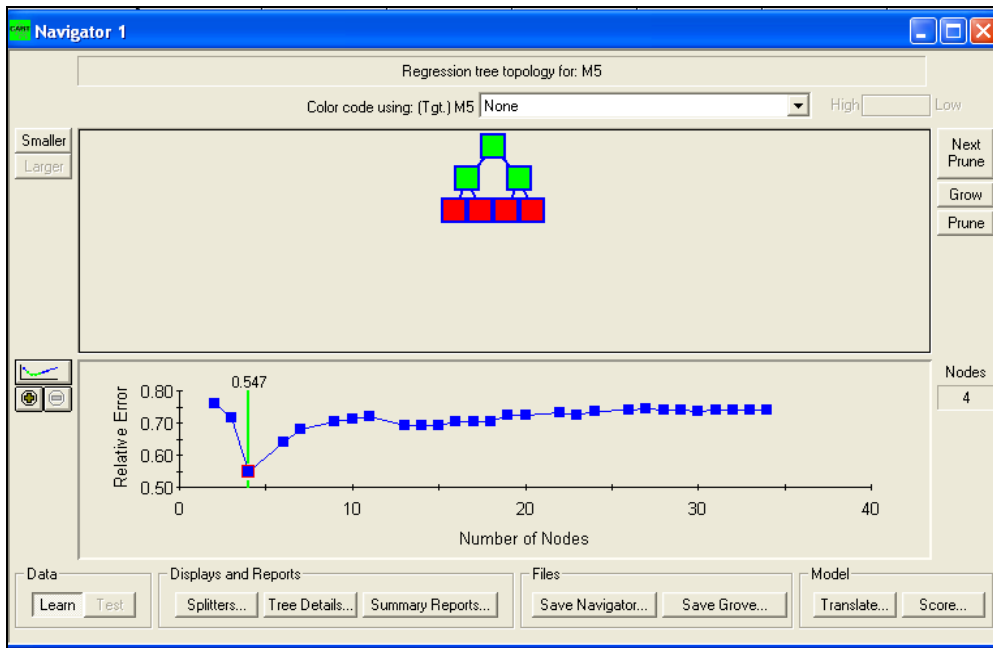 CART Navigator 1
Regression tree topology for: M5
Color code using: (Tgt.) M5 None High Low
Smaller
Larger
Next
Prune
Grow
Prune
Nodes
4
0.547
0.80
0.70
0.60
0.50
Relative Error
0 10 20 30 40
Number of Nodes
Data Displays and Reports Files Model
Learn Test Splitters... Tree Details... Summary Reports... Save Navigator... Save Grove... Translate... Score...